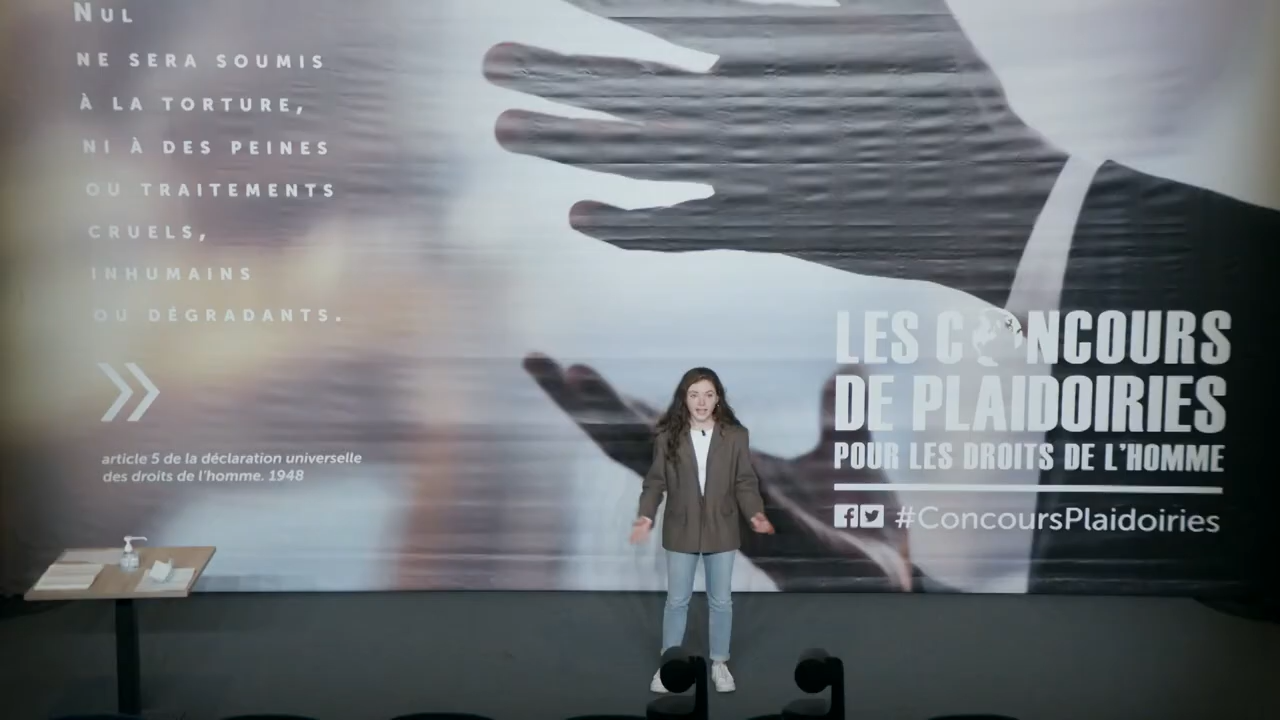 NUL
NE SERA SOUMIS
À LA TORTURE,
NI À DES PEINES
OU TRAITEMENTS
CRUELS,
INHUMAINS
OU DÉGRADANTS.
article 5 de la déclaration universelle
des droits de l'homme. 1948
LES CONCOURS
DE PLAIDOIRIES
POUR LES DROITS DE L'HOMME
#ConcoursPlaidoiries